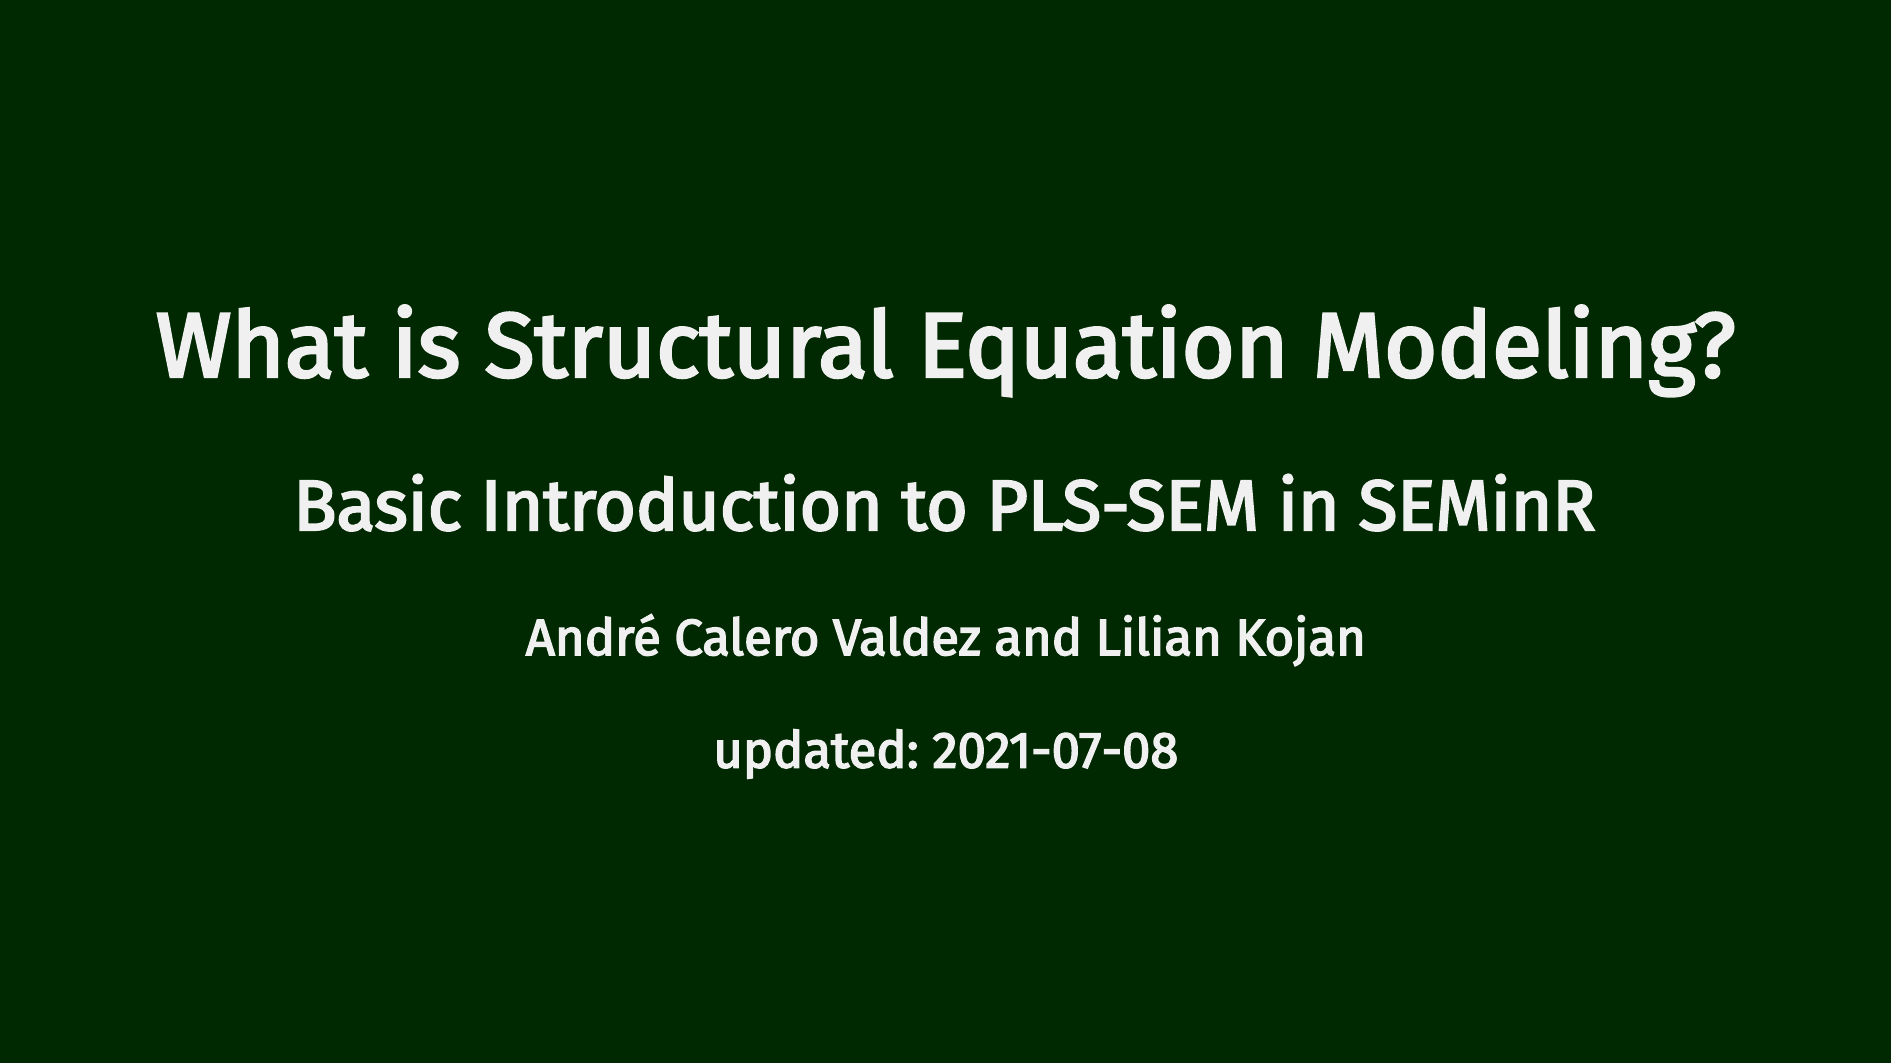 What is Structural Equation Modeling?
Basic Introduction to PLS-SEM in SEMinR
André Calero Valdez and Lilian Kojan
updated: 2021-07-08